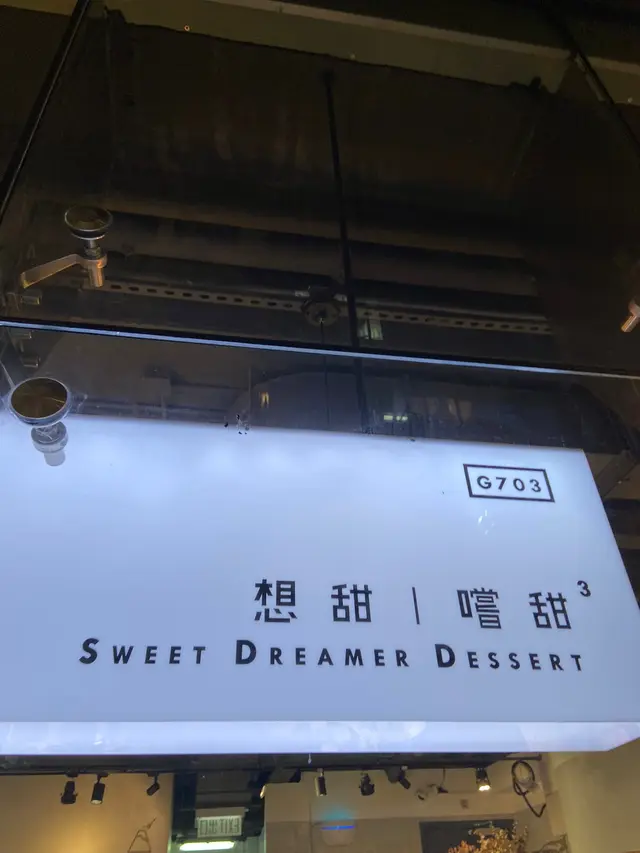 G703
想甜 | 嚐甜³
SWEET DREAMER DESSERT